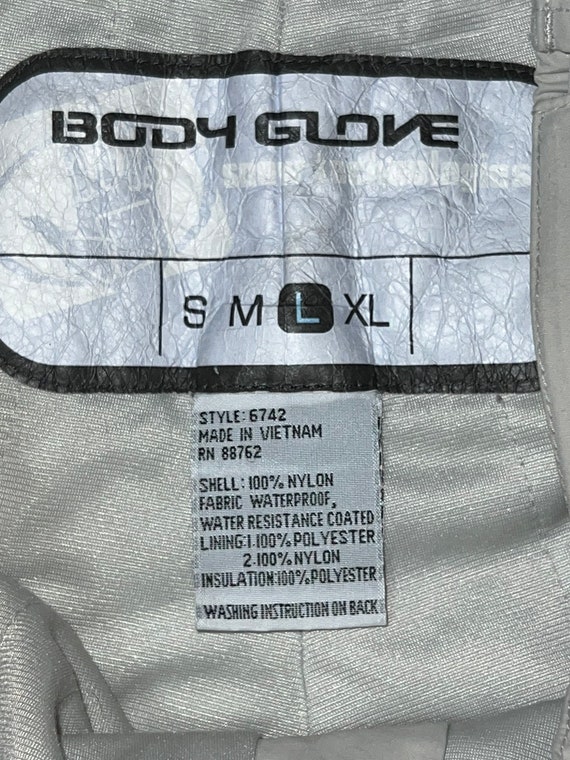 BODY GLOVE
S M L XL
STYLE: 6742
MADE IN VIETNAM
RN 88762
SHELL: 100% NYLON
FABRIC WATERPROOF,
WATER RESISTANCE COATED
LINING:1.100%POLYESTER
2.100%NYLON
INSULATION:100%POLYESTER
WASHING INSTRUCTION ON BACK